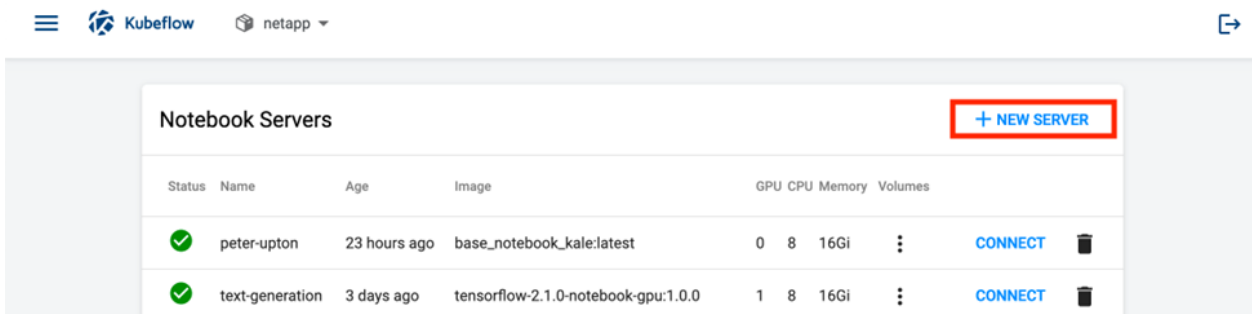 Kubeflow netapp
Notebook Servers + NEW SERVER
Status Name Age Image GPU CPU Memory Volumes
peter-upton 23 hours ago base_notebook_kale:latest 0 8 16Gi CONNECT
text-generation 3 days ago tensorflow-2.1.0-notebook-gpu:1.0.0 1 8 16Gi CONNECT